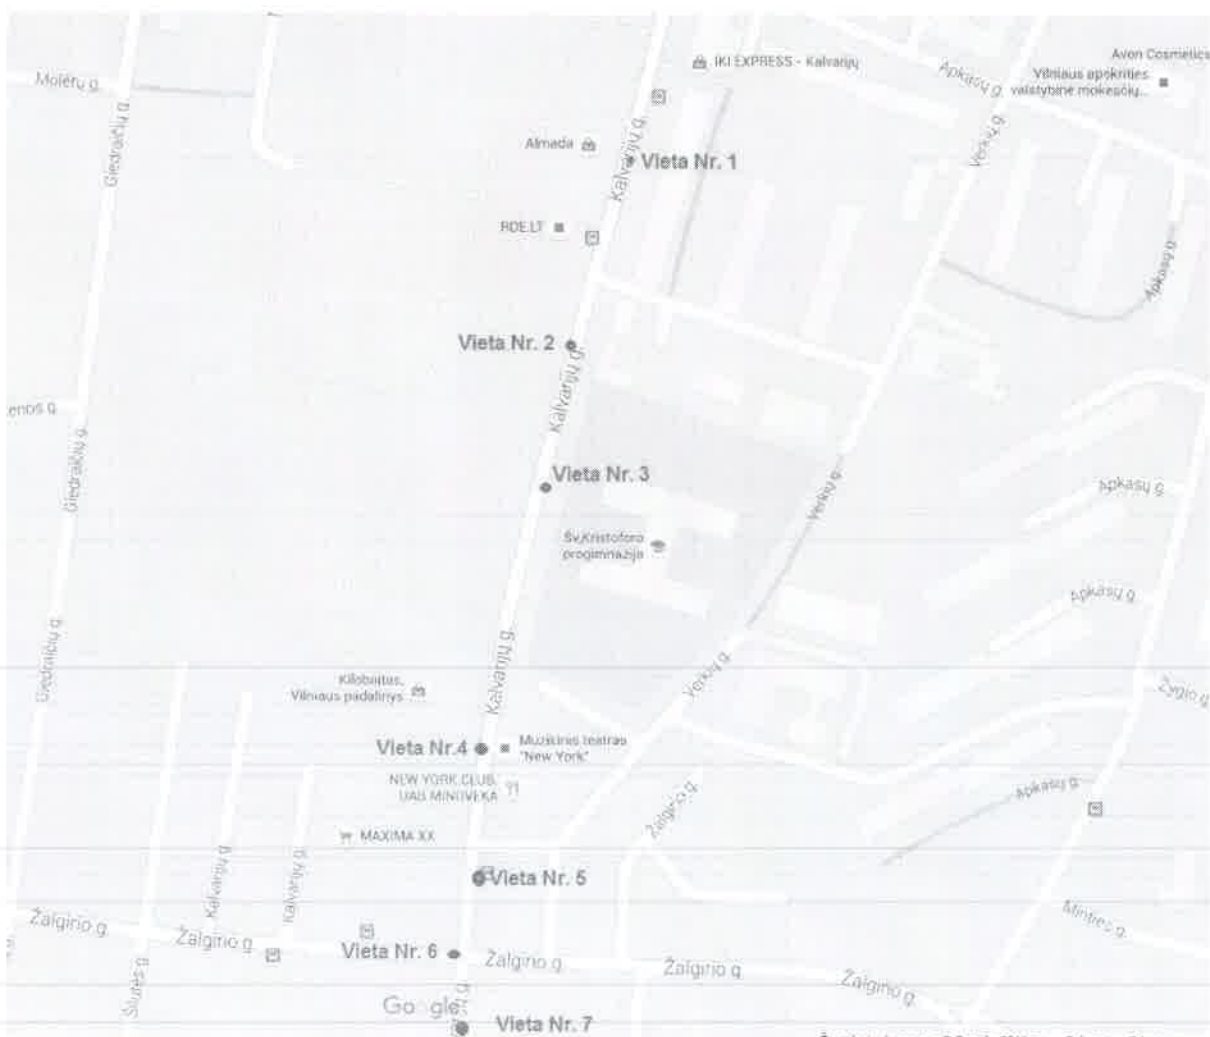 Avon Cosmetics
IKI EXPRESS - Kalvarijų
Apkasų g.
Vilniaus apskrities
valstybinė mokesčių...
Molėtų g.
Giedraičių g.
Almada
Kalvarijų g.
Vieta Nr. 1
Verkių g.
RDE.LT
Apkasų g.
Vieta Nr. 2
Kalvarijų g.
enos g.
Giedraičių g.
Vieta Nr. 3
Verkių g.
Apkasų g.
Šv.Kristoforo
progimnazija
Apkasų g.
Giedraičių g.
Kalvarijų g.
Verkių g.
Kilobaitas,
Vilniaus padalinys
Žygio g.
Vieta Nr.4
Muzikinis teatras
"New York"
NEW YORK CLUB,
UAB MINOVEKA
Apkasų g.
Žalgirio g.
MAXIMA XX
Kalvarijų g.
Kalvarijų g.
Vieta Nr. 5
Minties g.
Žalgirio g.
Žalgirio g.
Vieta Nr. 6
Žalgirio g.
Žalgirio g.
Žalgirio g.
Šilutės g.
Google
Vieta Nr. 7